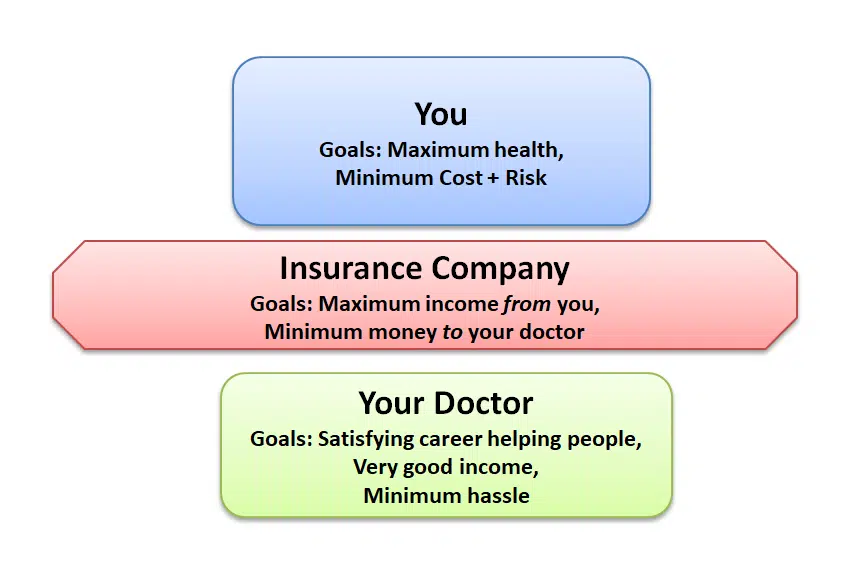 You
Goals: Maximum health,
Minimum Cost + Risk
Insurance Company
Goals: Maximum income from you,
Minimum money to your doctor
Your Doctor
Goals: Satisfying career helping people,
Very good income,
Minimum hassle